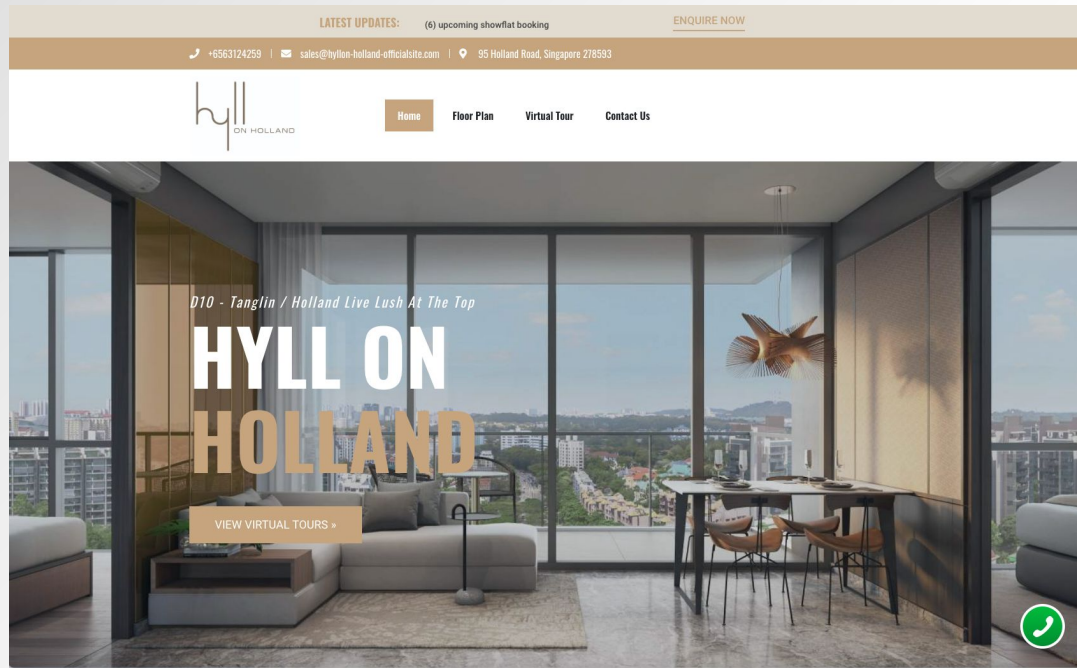 LATEST UPDATES: (6) upcoming showflat booking ENQUIRE NOW
+6563124259 | sales@hyllon-holland-officialsite.com | 95 Holland Road, Singapore 278593
hyll
ON HOLLAND
Home Floor Plan Virtual Tour Contact Us
D10 - Tanglin / Holland Live Lush At The Top
HYLL ON
HOLLAND
VIEW VIRTUAL TOURS »